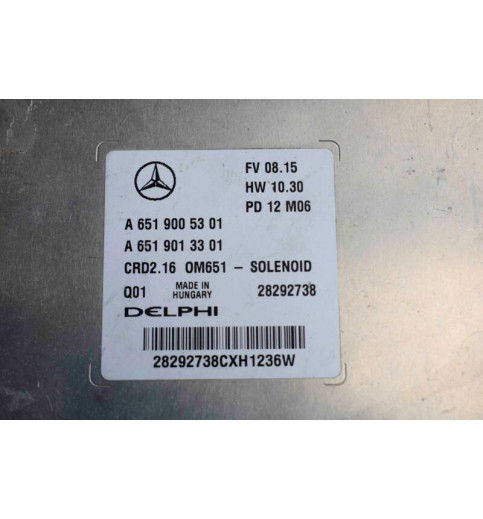 FV 08.15
HW 10.30
PD 12 M06
A 651 900 53 01
A 651 901 33 01
CRD2.16 OM651 – SOLENOID
Q01 MADE IN HUNGARY 28292738
DELPHI
28292738CXH1236W